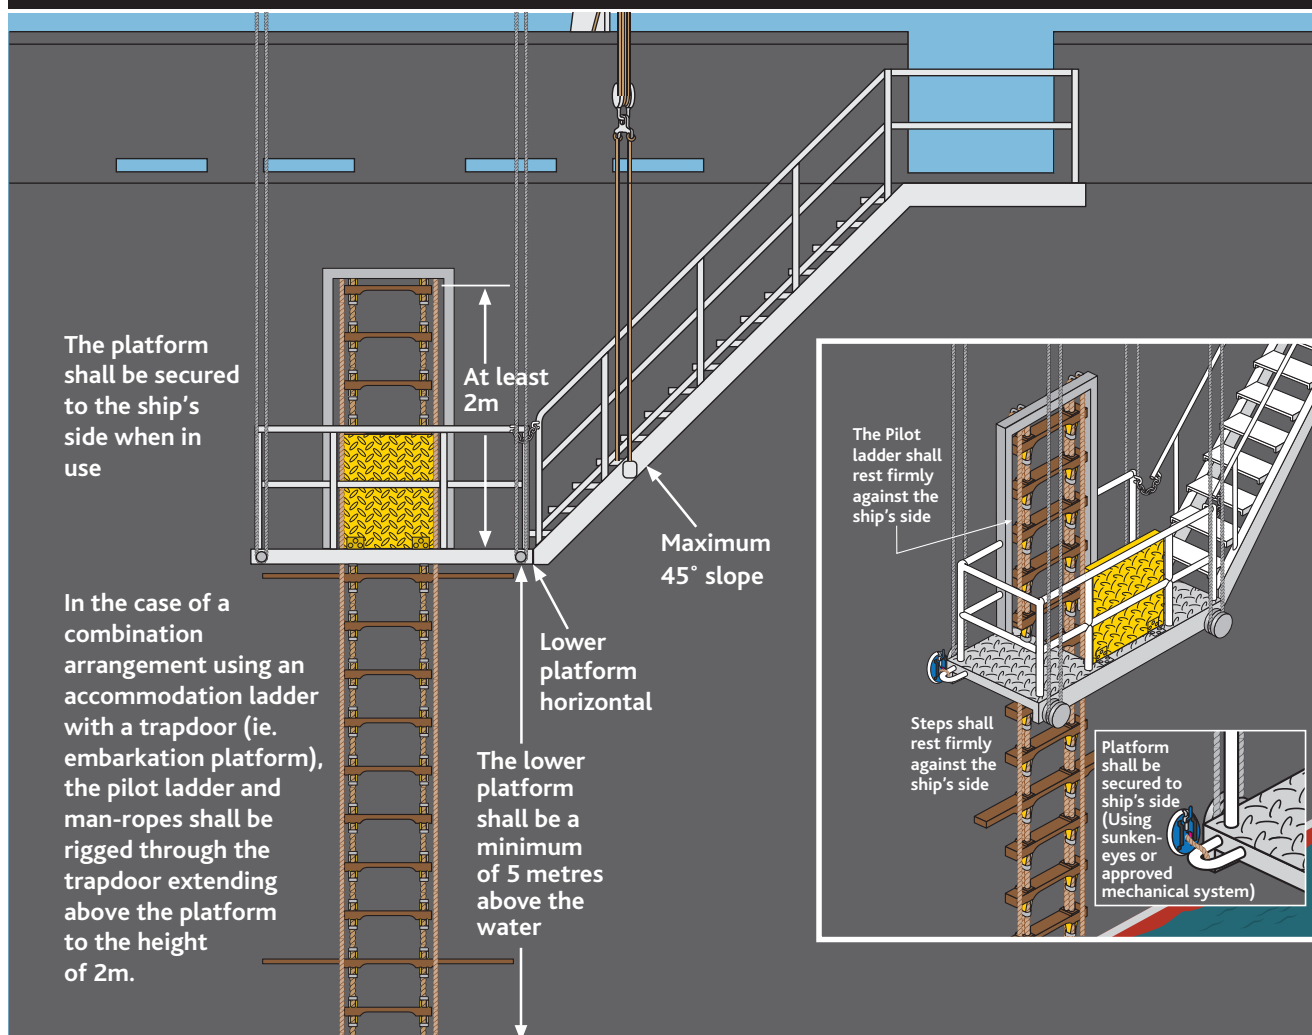 The platform
shall be secured
to the ship's
side when in
use
At least
2m
Maximum
45° slope
Lower
platform
horizontal
In the case of a
combination
arrangement using an
accommodation ladder
with a trapdoor (ie.
embarkation platform),
the pilot ladder and
man-ropes shall be
rigged through the
trapdoor extending
above the platform
to the height
of 2m.
The lower
platform
shall be a
minimum
of 5 metres
above the
water
The Pilot
ladder shall
rest firmly
against the
ship's side
Steps shall
rest firmly
against the
ship's side
Platform
shall be
secured to
ship's side
(Using
sunken-
eyes or
approved
mechanical system)